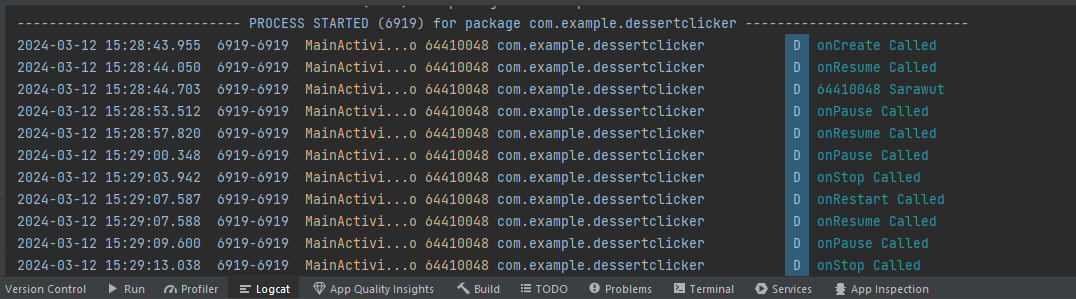 ---------------------------- PROCESS STARTED (6919) for package com.example.dessertclicker ----------------------------
2024-03-12 15:28:43.955  6919-6919  MainActivi...o 64410048 com.example.dessertclicker  D  onCreate Called
2024-03-12 15:28:44.050  6919-6919  MainActivi...o 64410048 com.example.dessertclicker  D  onResume Called
2024-03-12 15:28:44.703  6919-6919  MainActivi...o 64410048 com.example.dessertclicker  D  64410048 Sarawut
2024-03-12 15:28:53.512  6919-6919  MainActivi...o 64410048 com.example.dessertclicker  D  onPause Called
2024-03-12 15:28:57.820  6919-6919  MainActivi...o 64410048 com.example.dessertclicker  D  onResume Called
2024-03-12 15:29:00.348  6919-6919  MainActivi...o 64410048 com.example.dessertclicker  D  onPause Called
2024-03-12 15:29:03.942  6919-6919  MainActivi...o 64410048 com.example.dessertclicker  D  onStop Called
2024-03-12 15:29:07.587  6919-6919  MainActivi...o 64410048 com.example.dessertclicker  D  onRestart Called
2024-03-12 15:29:07.588  6919-6919  MainActivi...o 64410048 com.example.dessertclicker  D  onResume Called
2024-03-12 15:29:09.600  6919-6919  MainActivi...o 64410048 com.example.dessertclicker  D  onPause Called
2024-03-12 15:29:13.038  6919-6919  MainActivi...o 64410048 com.example.dessertclicker  D  onStop Called
Version Control  Run  Profiler  Logcat  App Quality Insights  Build  TODO  Problems  Terminal  Services  App Inspection